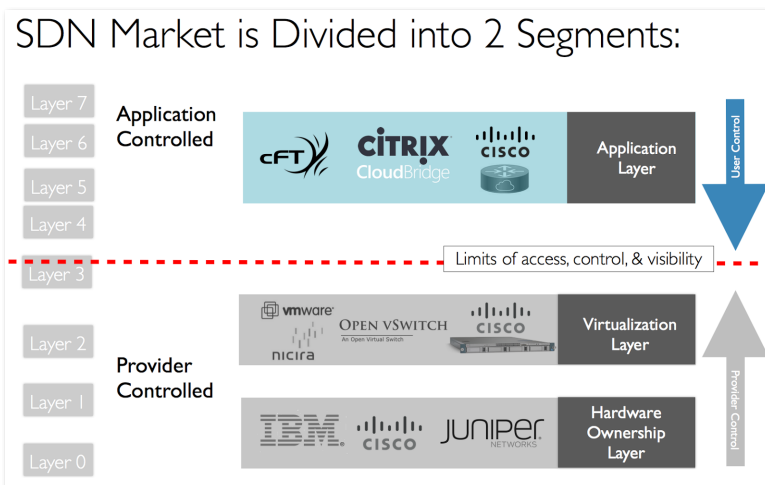 SDN Market is Divided into 2 Segments:
Layer 7
Layer 6
Layer 5
Layer 4
Layer 3
Layer 2
Layer 1
Layer 0
Application
Controlled
cFT
CİTRIX
CloudBridge
CISCO
Application
Layer
User Control
Limits of access, control, & visibility
Provider
Controlled
vmware
nicira
OPEN VSWITCH
An Open Virtual Switch
CISCO
Virtualization
Layer
IBM
CISCO
JUNIPER
NETWORKS
Hardware
Ownership
Layer
Provider Control